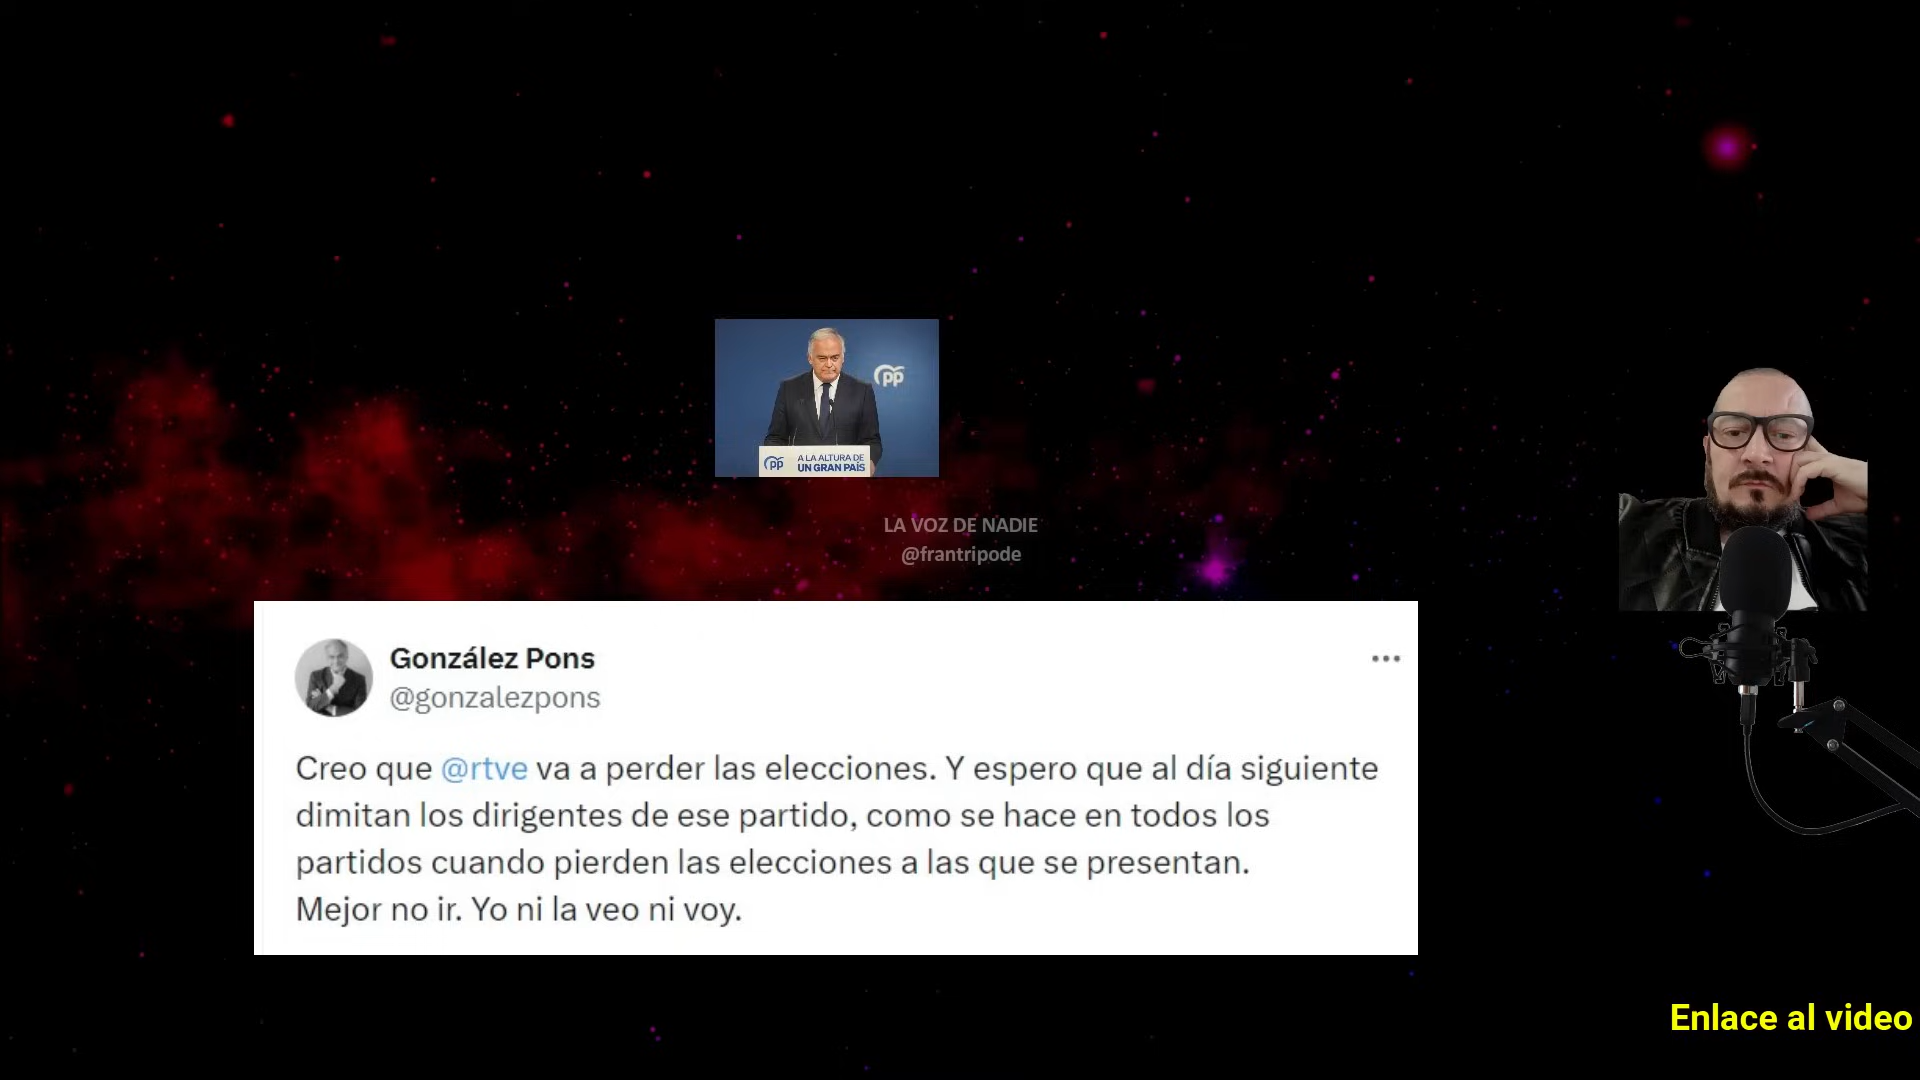 pp
pp A LA ALTURA DE
UN GRAN PAÍS
LA VOZ DE NADIE
@frantripode
González Pons
@gonzalezpons
Creo que @rtve va a perder las elecciones. Y espero que al día siguiente
dimitan los dirigentes de ese partido, como se hace en todos los
partidos cuando pierden las elecciones a las que se presentan.
Mejor no ir. Yo ni la veo ni voy.
Enlace al video